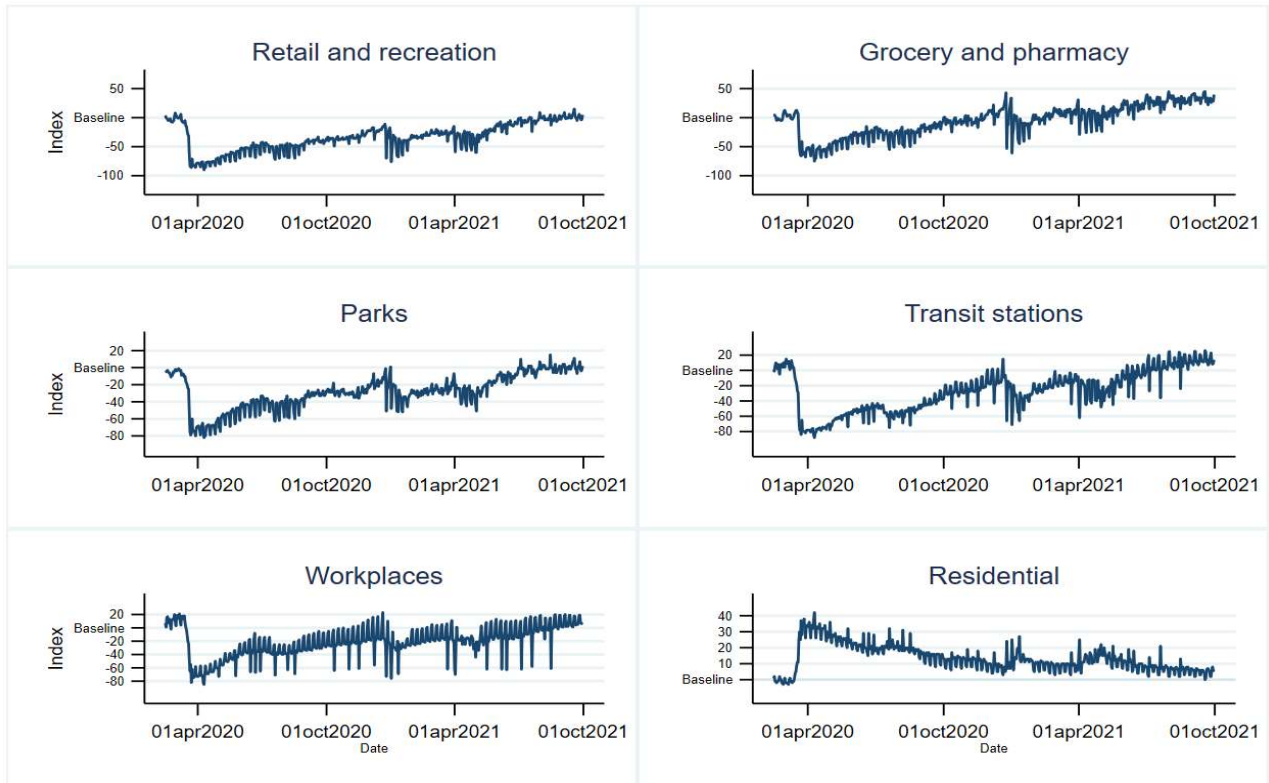 Retail and recreation
Index
50
Baseline
-50
-100
01apr2020 01oct2020 01apr2021 01oct2021
Grocery and pharmacy
50
Baseline
-50
-100
01apr2020 01oct2020 01apr2021 01oct2021
Parks
Index
20
Baseline
-20
-40
-60
-80
01apr2020 01oct2020 01apr2021 01oct2021
Transit stations
20
Baseline
-20
-40
-60
-80
01apr2020 01oct2020 01apr2021 01oct2021
Workplaces
Index
20
Baseline
-20
-40
-60
-80
01apr2020 01oct2020 01apr2021 01oct2021
Date
Residential
40
30
20
10
Baseline
01apr2020 01oct2020 01apr2021 01oct2021
Date